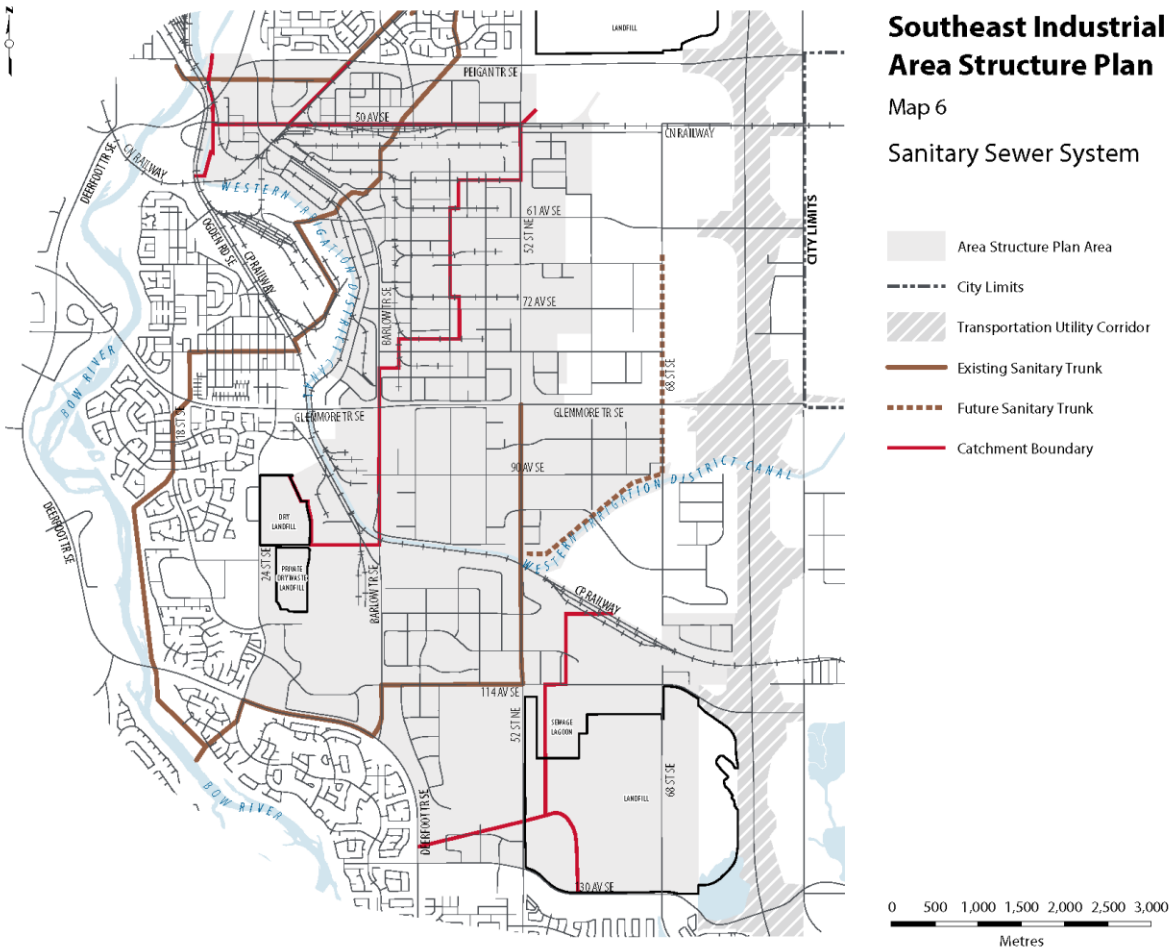 Southeast Industrial
Area Structure Plan
Map 6
Sanitary Sewer System
Area Structure Plan Area
City Limits
Transportation Utility Corridor
Existing Sanitary Trunk
Future Sanitary Trunk
Catchment Boundary
0 500 1,000 1,500 2,000 2,500 3,000
Metres
N
LANDFILL
PEIGAN TR SE
50 AV SE
CN RAILWAY
CN RAILWAY
DEERFOOT TR SE
WESTERN IRRIGATION DISTRICT CANAL
OGDEN RD SE
CP RAILWAY
61 AV SE
52 ST NE
CITY LIMITS
BARLOW TR SE
72 AV SE
BOW RIVER
68 ST SE
18 ST SE
GLENMORE TR SE
GLENMORE TR SE
90 AV SE
WESTERN IRRIGATION DISTRICT CANAL
DEERFOOT TR SE
DRY
LANDFILL
24 ST SE
PRIVATE
DRY WASTE
LANDFILL
BARLOW TR SE
CP RAILWAY
114 AV SE
52 ST NE
SEWAGE
LAGOON
68 ST SE
LANDFILL
BOW RIVER
DEERFOOT TR SE
130 AV SE